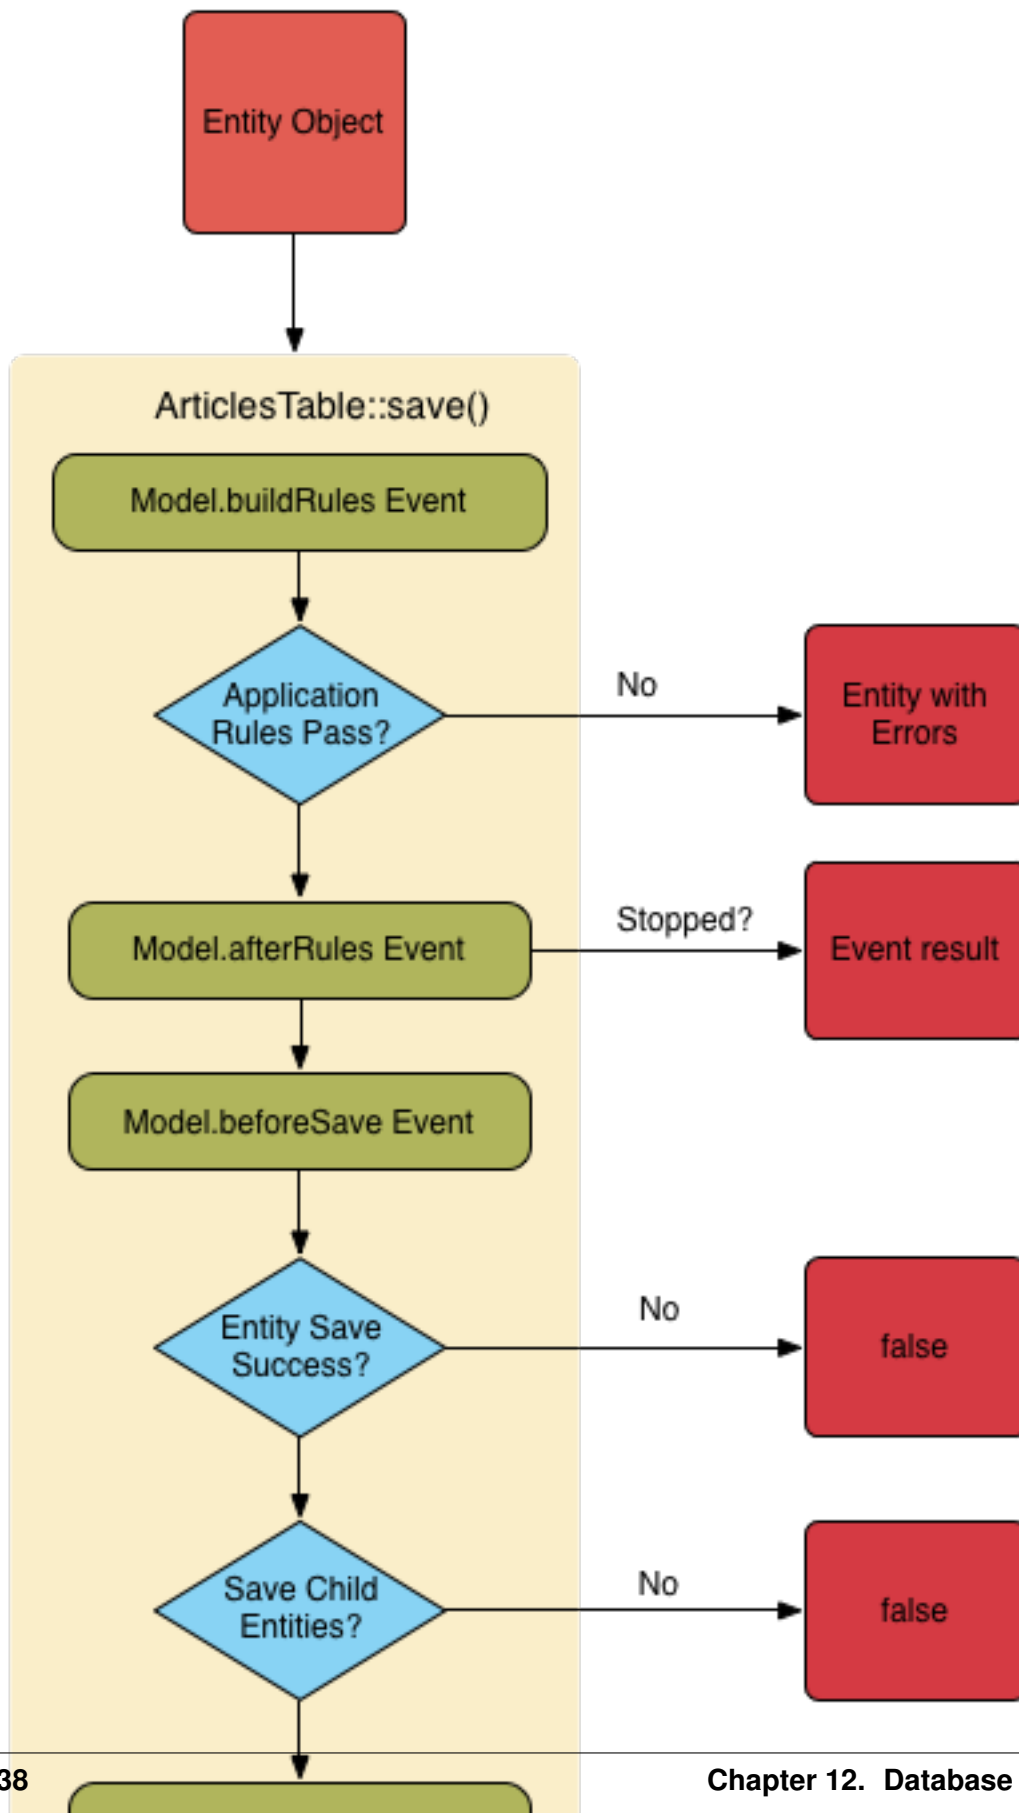 Entity Object
ArticlesTable::save()
Model.buildRules Event
Application
Rules Pass?
No
Entity with
Errors
Model.afterRules Event
Stopped?
Event result
Model.beforeSave Event
Entity Save
Success?
No
false
Save Child
Entities?
No
false
38
Chapter 12. Database